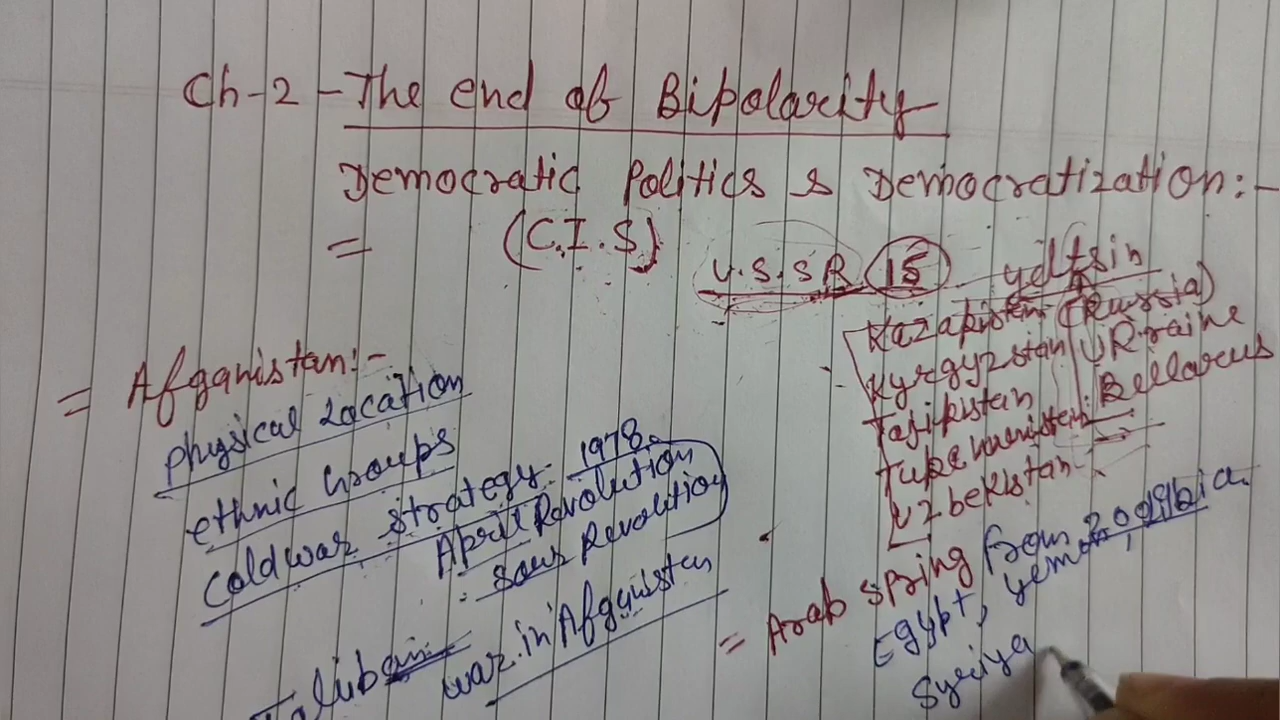 Ch-2 - The end of Bipolarity
Democratic Politics & Democratization:-
= (C.I.S)
U.S.S.R 15 yeltsin
Kazakistan (Russia)
Kyrgyzstan Ukraine
Tajikistan Bellarus
Uzbekistan
= Afganistan:-
physical Location
ethnic Groups
cold war strategy- 1978
April Revolution
Saur Revolution
war in Afganistan
Taliban
= Arab spring from
Egypt, yemen,
Syriya